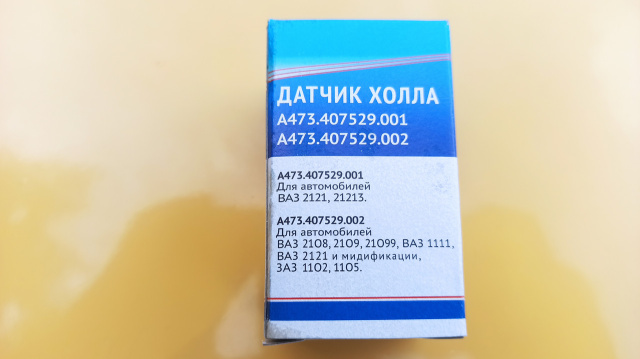 ДАТЧИК ХОЛЛА
А473.407529.001
А473.407529.002
А473.407529.001
Для автомобилей
ВАЗ 2121, 21213.
А473.407529.002
Для автомобилей
ВАЗ 2108, 2109, 21099, ВАЗ 1111,
ВАЗ 2121 и мидификации,
ЗАЗ 1102, 1105.